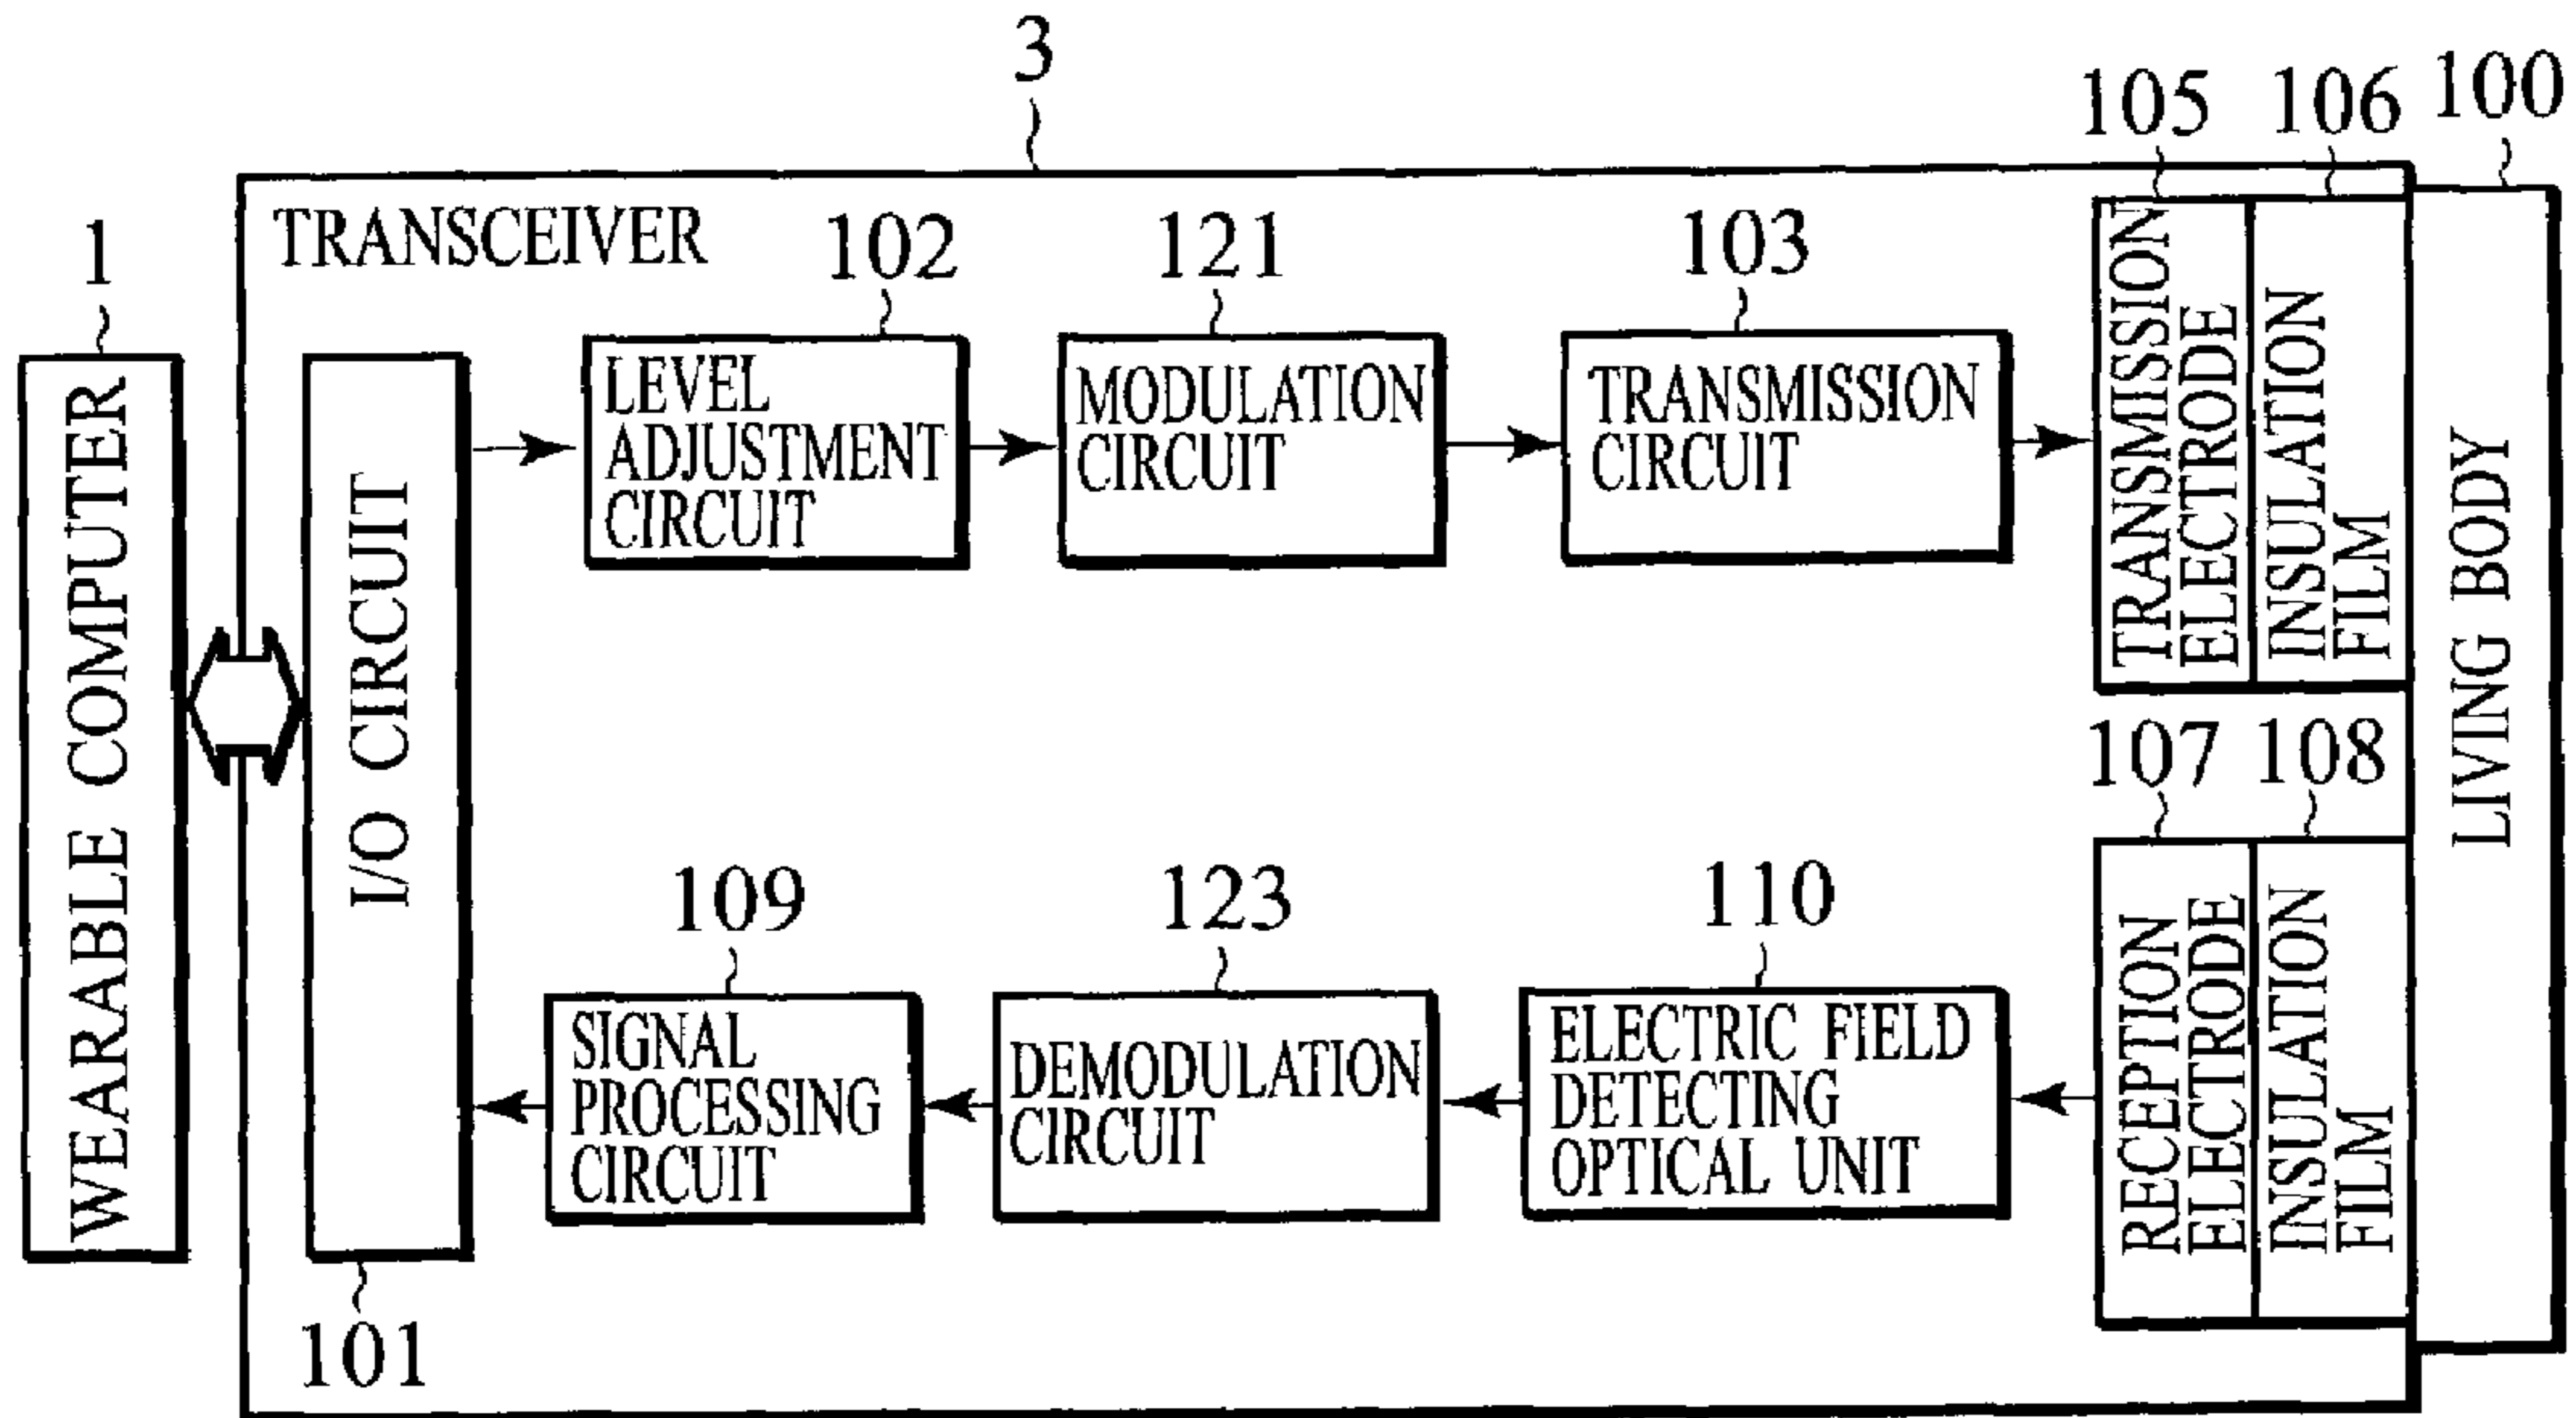 3
100
105
106
1
TRANSCEIVER
102
121
103
WEARABLE COMPUTER
I/O CIRCUIT
LEVEL
ADJUSTMENT
CIRCUIT
MODULATION
CIRCUIT
TRANSMISSION
CIRCUIT
TRANSMISSION
ELECTRODE
INSULATION
FILM
LIVING BODY
107
108
109
123
110
SIGNAL
PROCESSING
CIRCUIT
DEMODULATION
CIRCUIT
ELECTRIC FIELD
DETECTING
OPTICAL UNIT
RECEPTION
ELECTRODE
INSULATION
FILM
101